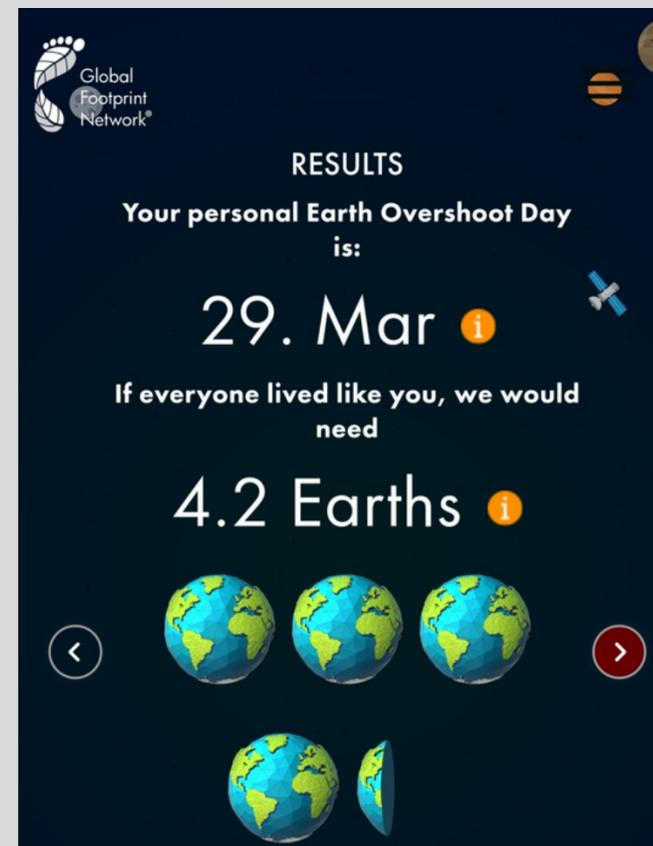 Global
Footprint
Network®
RESULTS
Your personal Earth Overshoot Day
is:
29. Mar i
If everyone lived like you, we would
need
4.2 Earths i